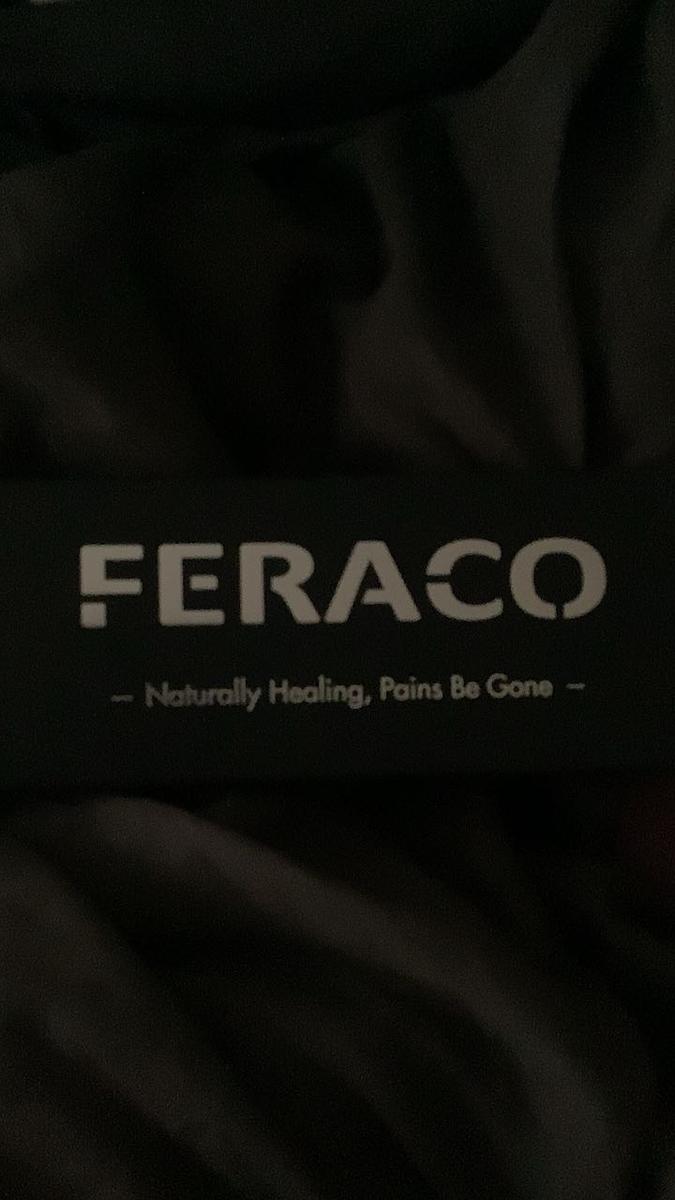 FERACO
– Naturally Healing, Pains Be Gone –